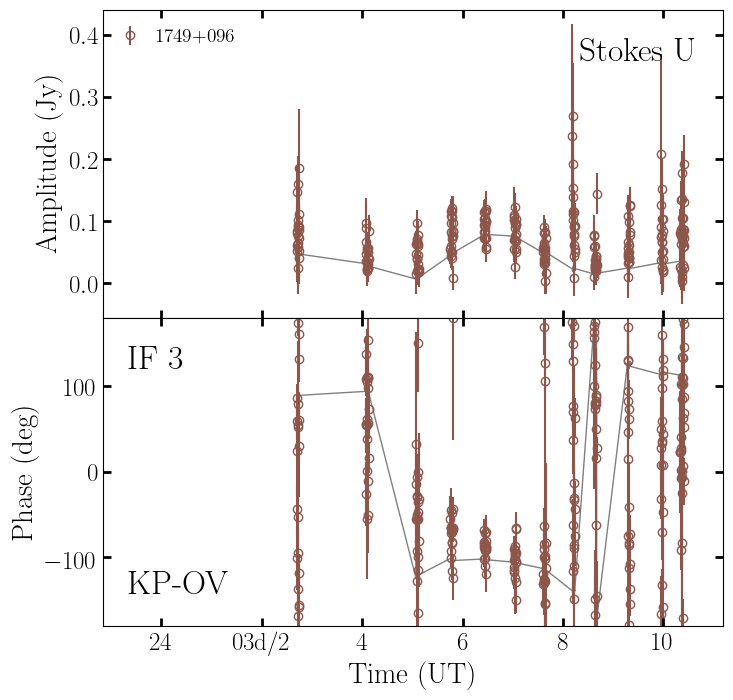 1749+096
Stokes U
Amplitude (Jy)
0.4
0.3
0.2
0.1
0.0
IF 3
KP-OV
Phase (deg)
100
0
−100
24 03d/2 4 6 8 10
Time (UT)